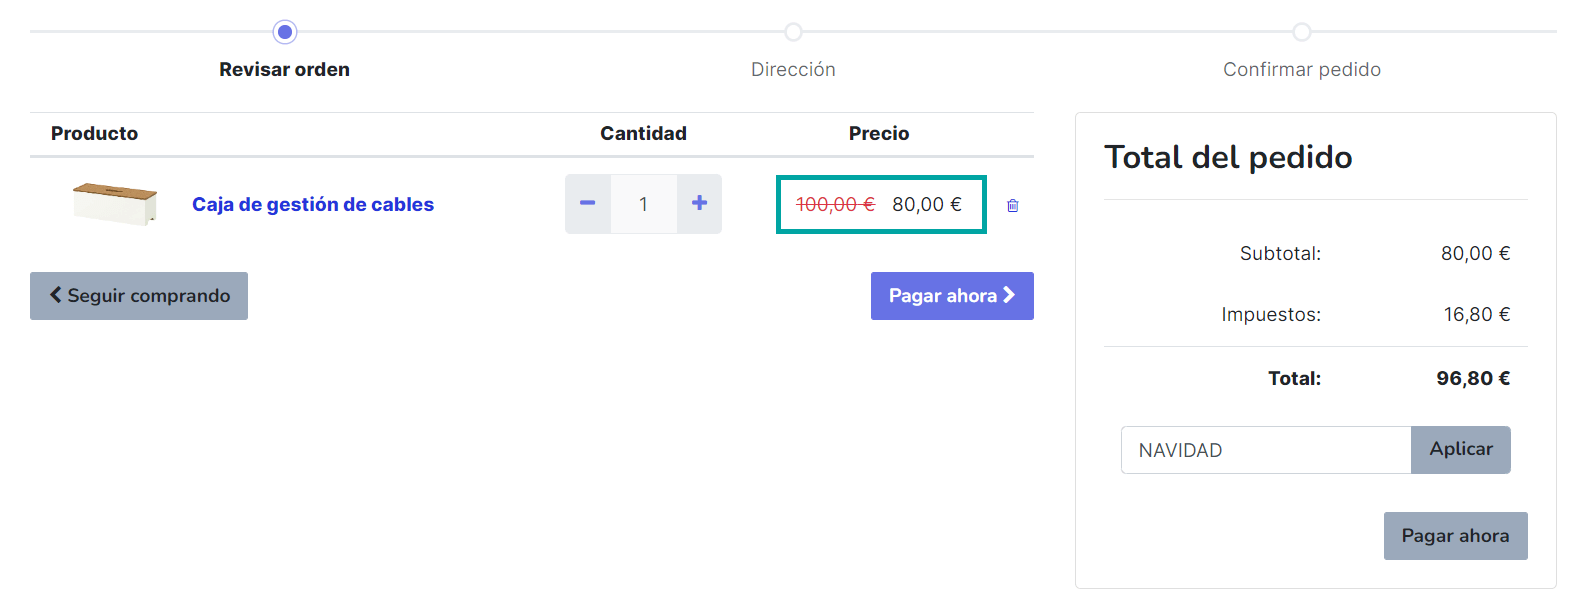 Revisar orden
Dirección
Confirmar pedido
Producto Cantidad Precio
Caja de gestión de cables 1 100,00 € 80,00 €
Seguir comprando
Pagar ahora
Total del pedido
Subtotal: 80,00 €
Impuestos: 16,80 €
Total: 96,80 €
NAVIDAD Aplicar
Pagar ahora